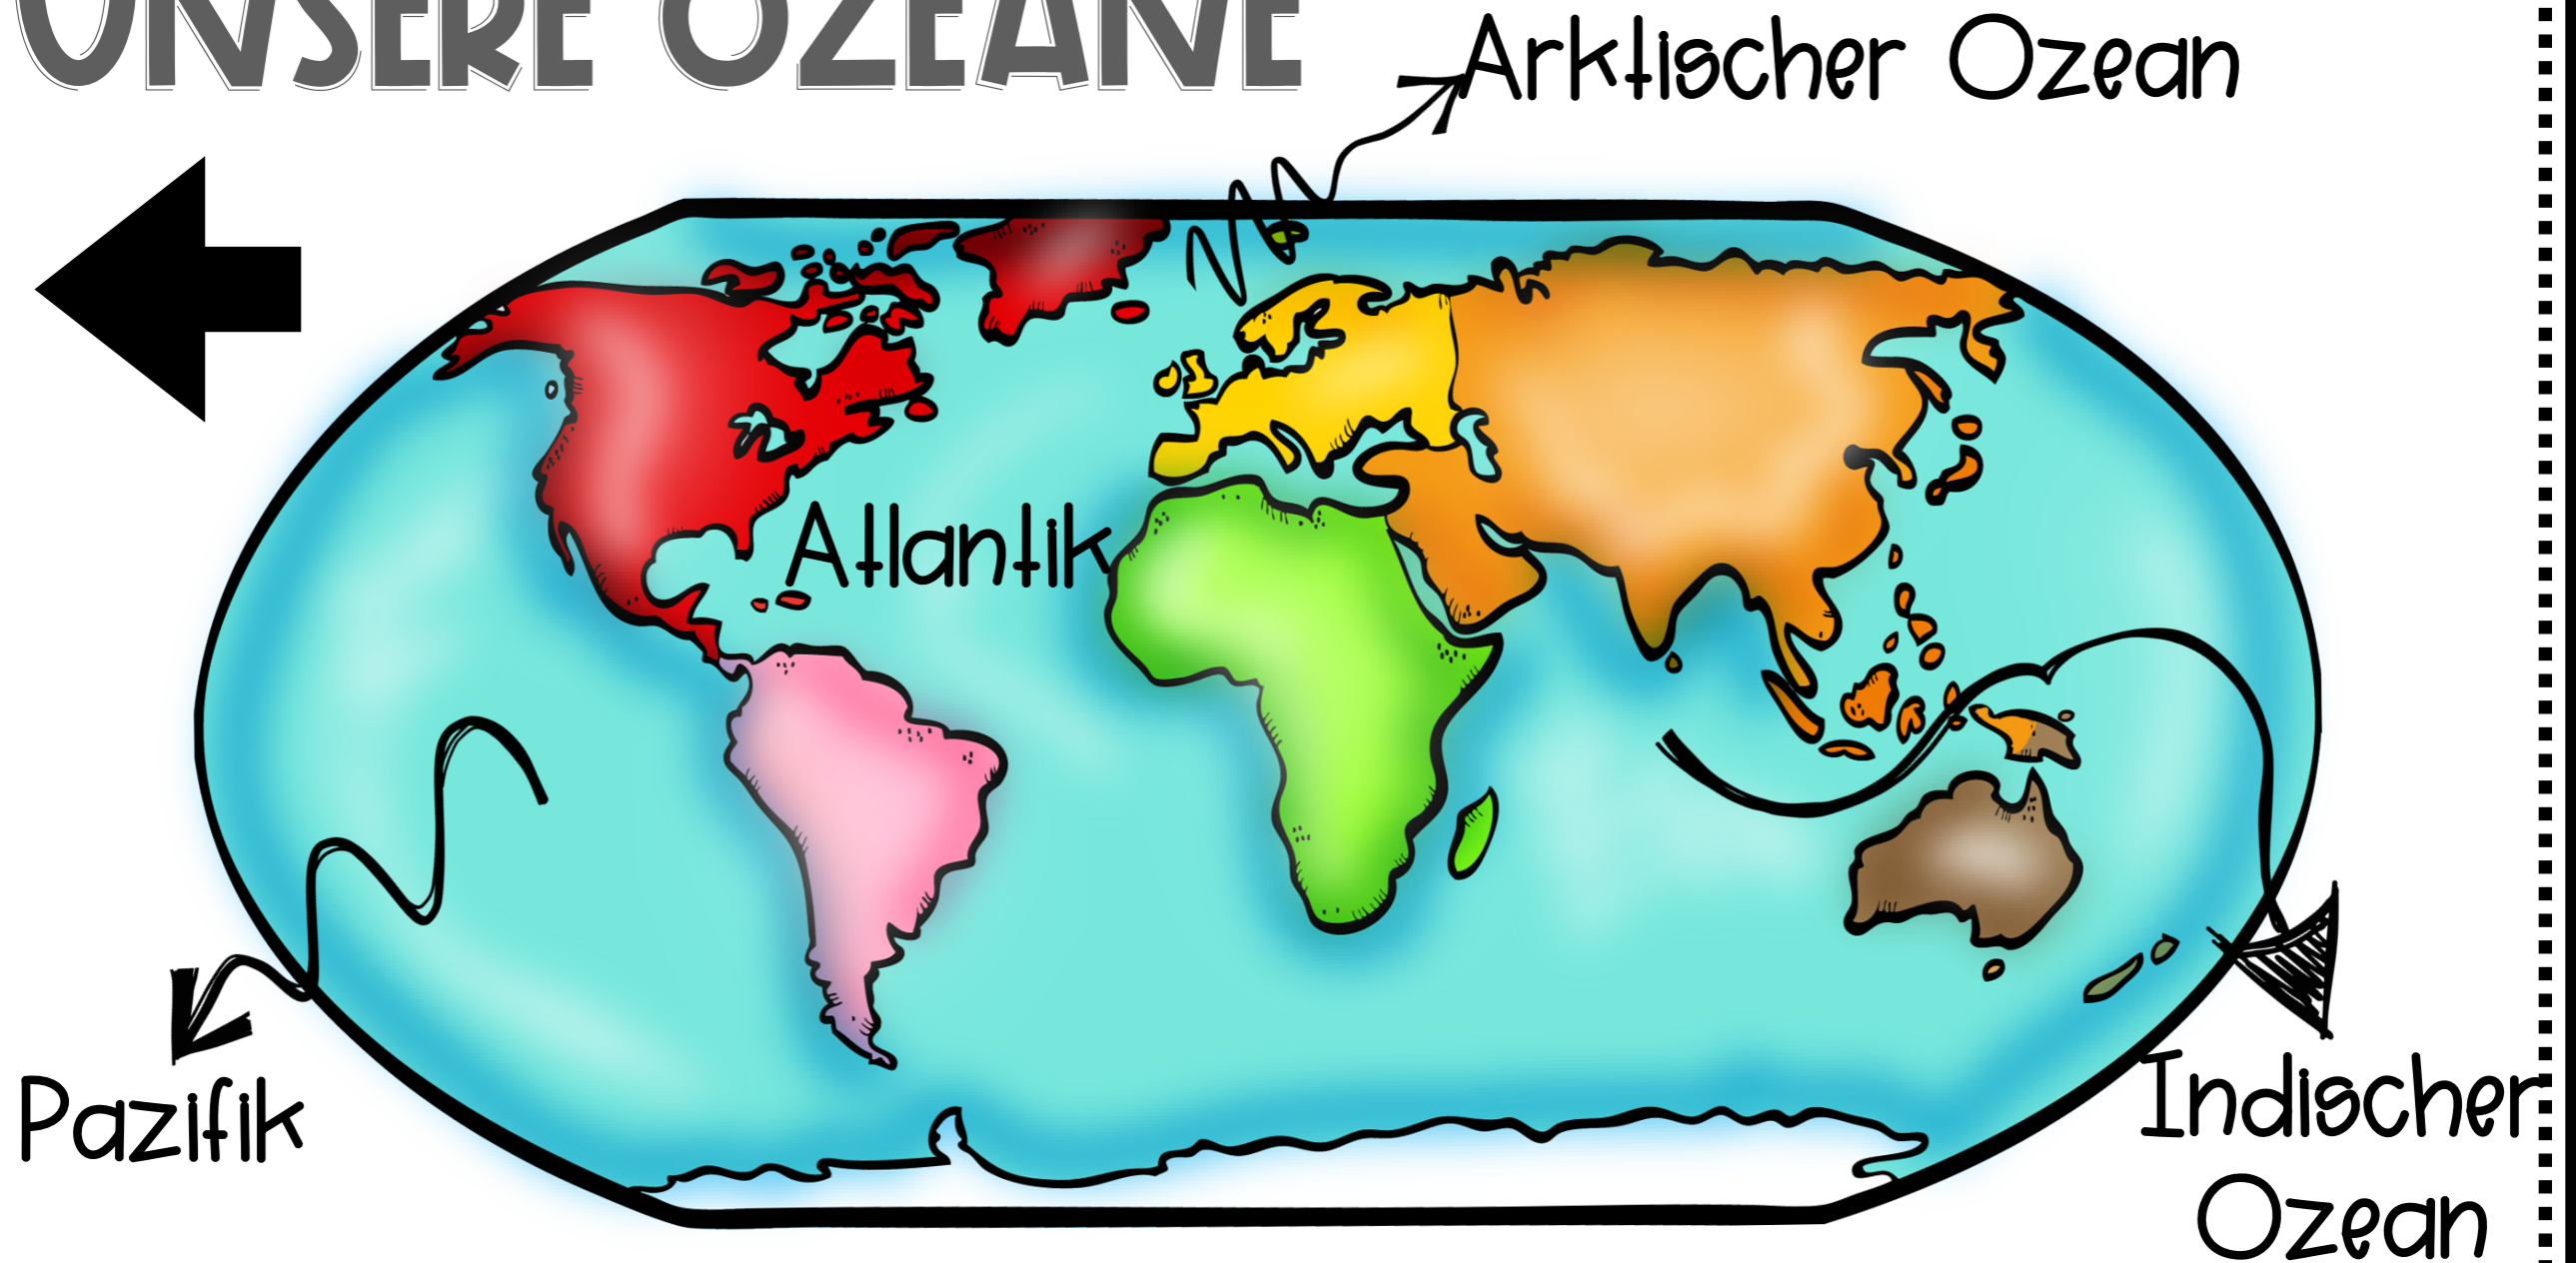 UNSERE OZEANE
Arktischer Ozean
Atlantik
Pazifik
Indischer
Ozean